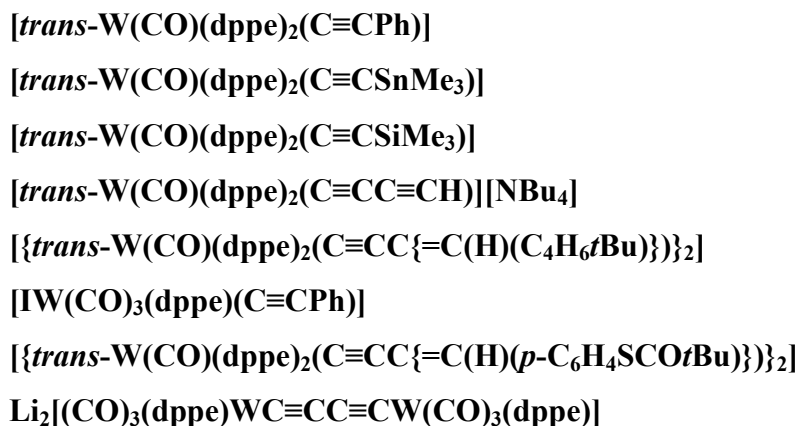 [trans-W(CO)(dppe)₂(C≡CPh)]
[trans-W(CO)(dppe)₂(C≡CSnMe₃)]
[trans-W(CO)(dppe)₂(C≡CSiMe₃)]
[trans-W(CO)(dppe)₂(C≡CC≡CH)][NBu₄]
[{trans-W(CO)(dppe)₂(C≡CC{=C(H)(C₄H₆tBu)})}₂]
[IW(CO)₃(dppe)(C≡CPh)]
[{trans-W(CO)(dppe)₂(C≡CC{=C(H)(p-C₆H₄SCOtBu)})}₂]
Li₂[(CO)₃(dppe)WC≡CC≡CW(CO)₃(dppe)]